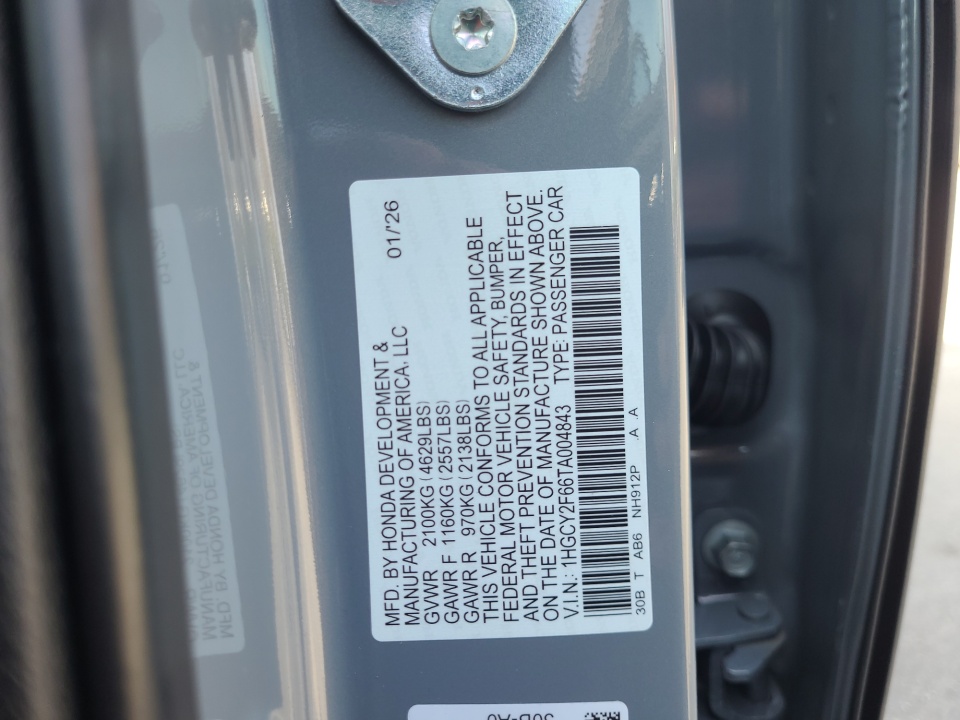 MFD. BY HONDA DEVELOPMENT &
MANUFACTURING OF AMERICA, LLC 01/'26
GVWR 2100KG (4629LBS)
GAWR F 1160KG (2557LBS)
GAWR R 970KG (2138LBS)
THIS VEHICLE CONFORMS TO ALL APPLICABLE
FEDERAL MOTOR VEHICLE SAFETY, BUMPER,
AND THEFT PREVENTION STANDARDS IN EFFECT
ON THE DATE OF MANUFACTURE SHOWN ABOVE.
V.I.N.: 1HGCY2F66TA004843 TYPE: PASSENGER CAR
30B T AB6 NH912P .A .A